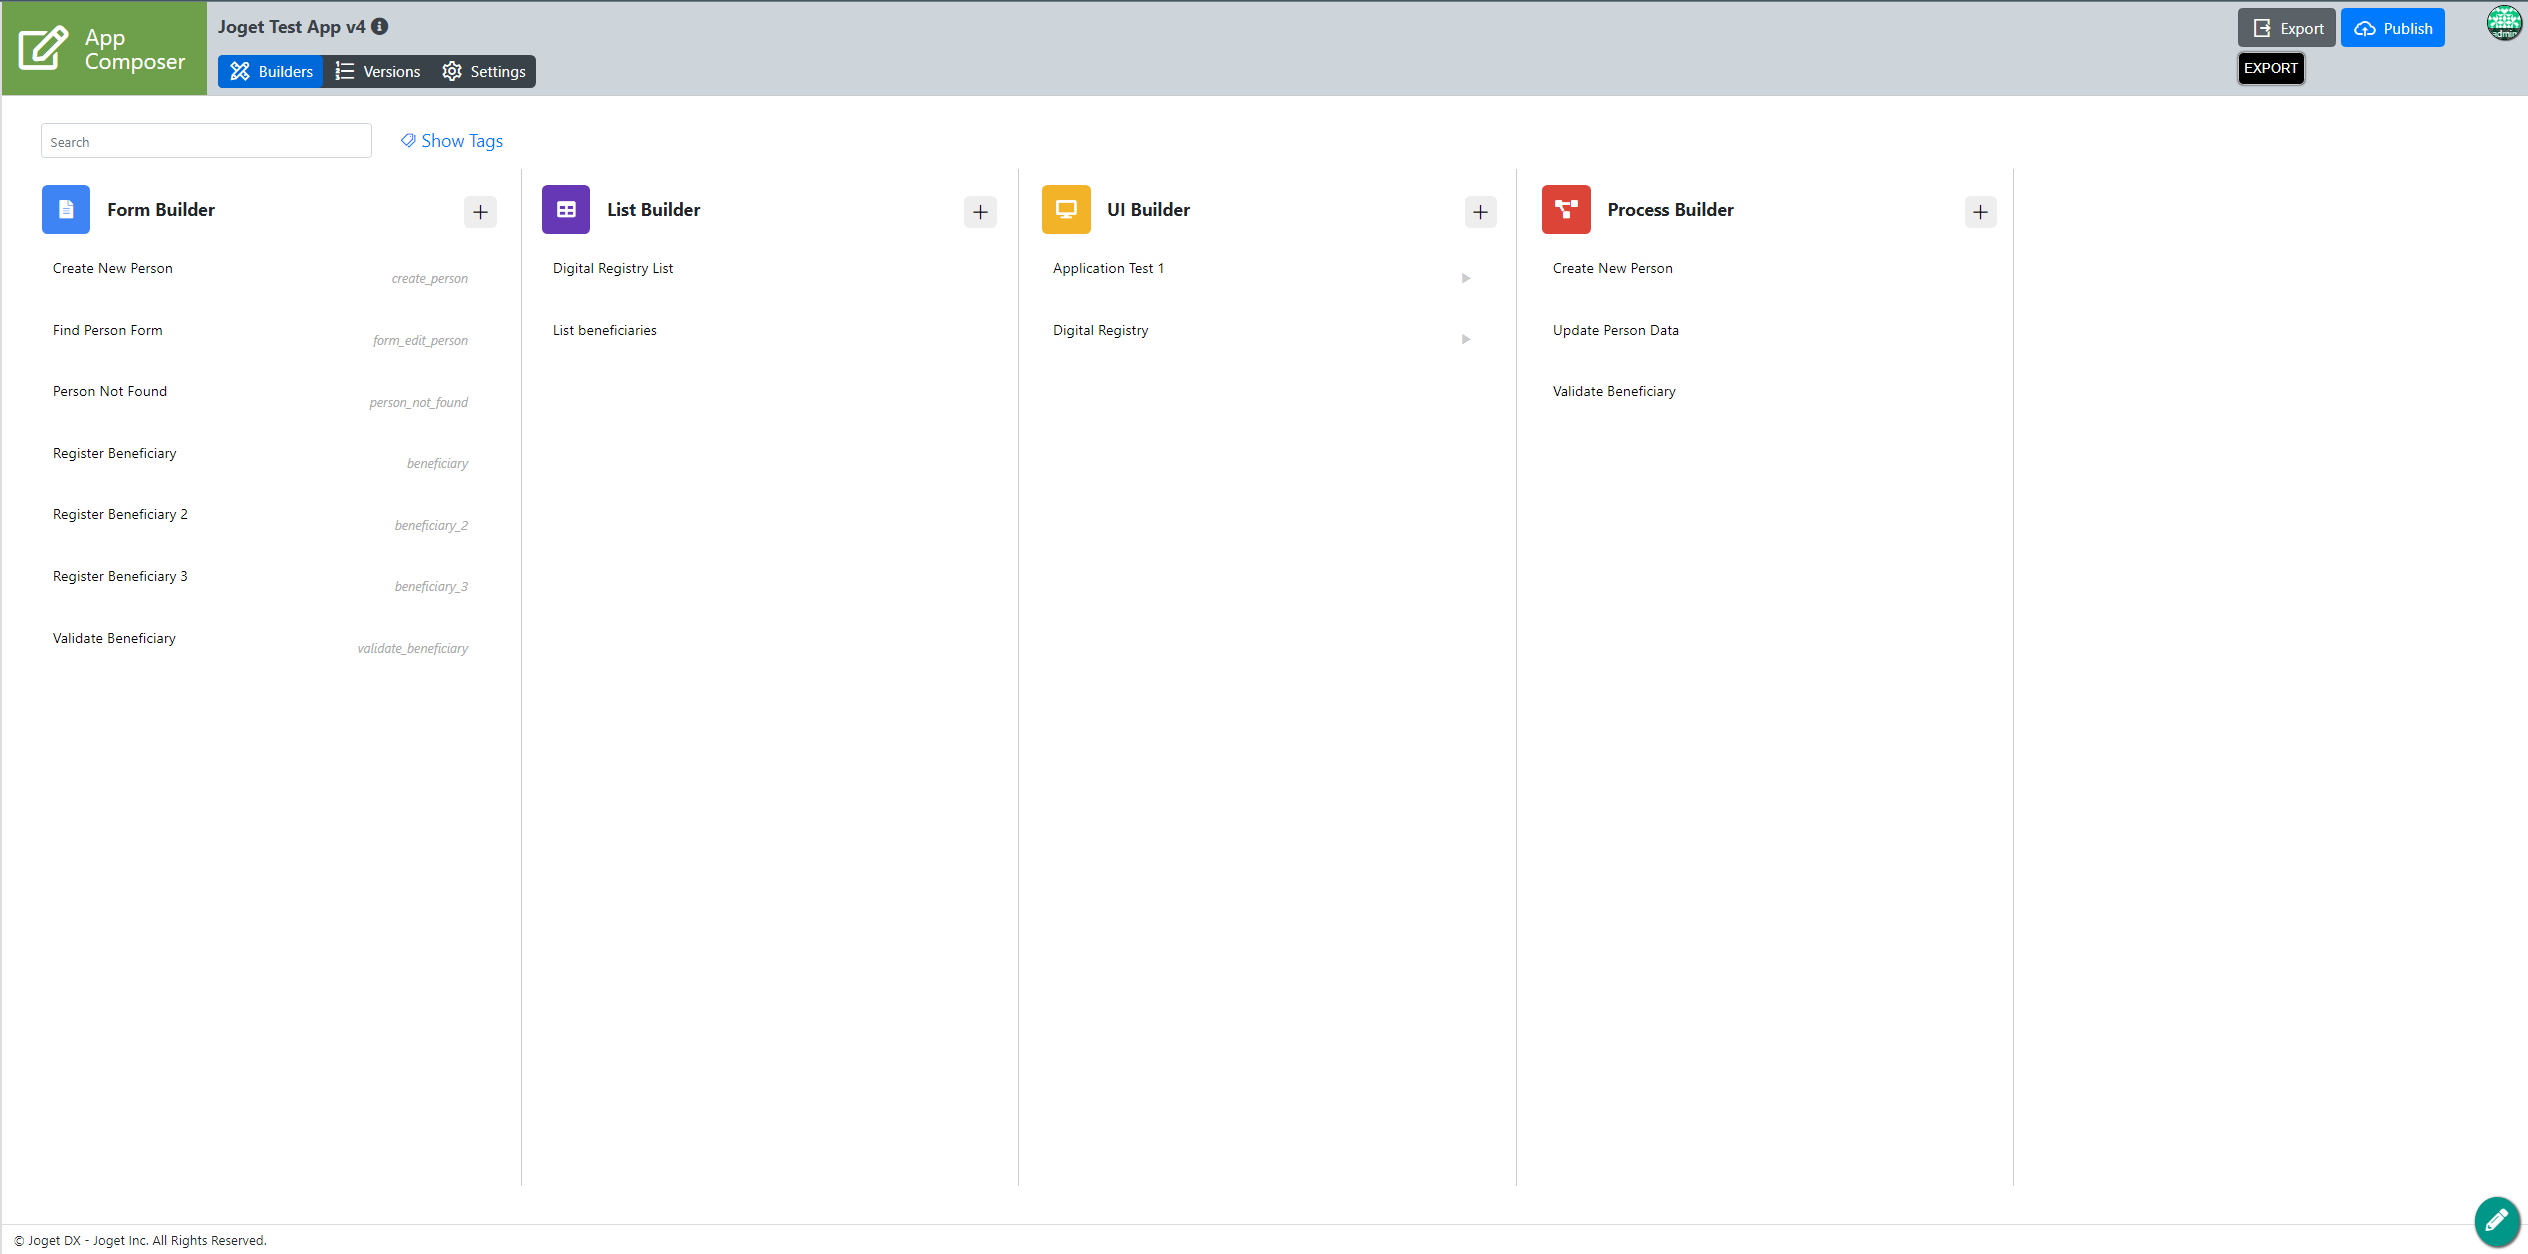 App
Composer
Joget Test App v4
Builders
Versions
Settings
Export
Publish
admin
EXPORT
Search
Show Tags
Form Builder
Create New Person
create_person
Find Person Form
form_edit_person
Person Not Found
person_not_found
Register Beneficiary
beneficiary
Register Beneficiary 2
beneficiary_2
Register Beneficiary 3
beneficiary_3
Validate Beneficiary
validate_beneficiary
List Builder
Digital Registry List
List beneficiaries
UI Builder
Application Test 1
Digital Registry
Process Builder
Create New Person
Update Person Data
Validate Beneficiary
© Joget DX - Joget Inc. All Rights Reserved.